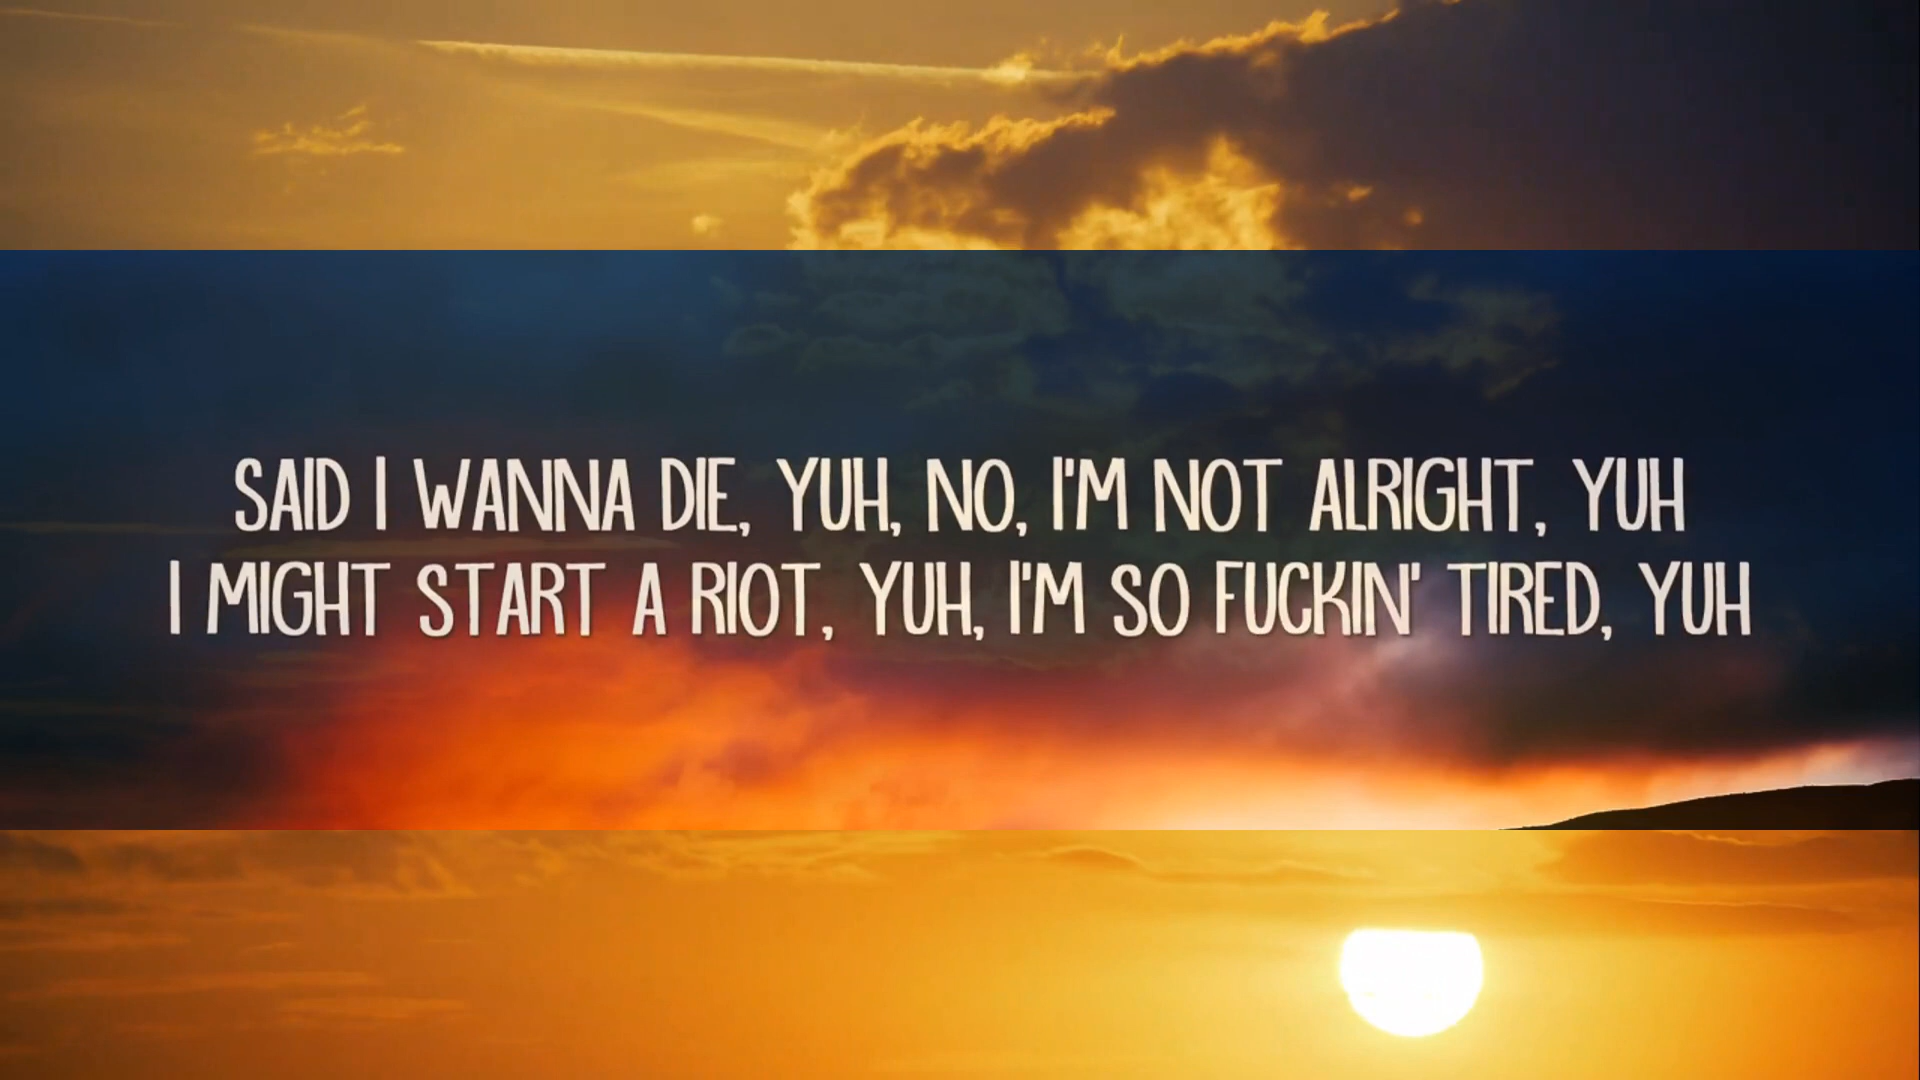 SAID I WANNA DIE, YUH, NO, I'M NOT ALRIGHT, YUH
I MIGHT START A RIOT, YUH, I'M SO FUCKIN' TIRED, YUH